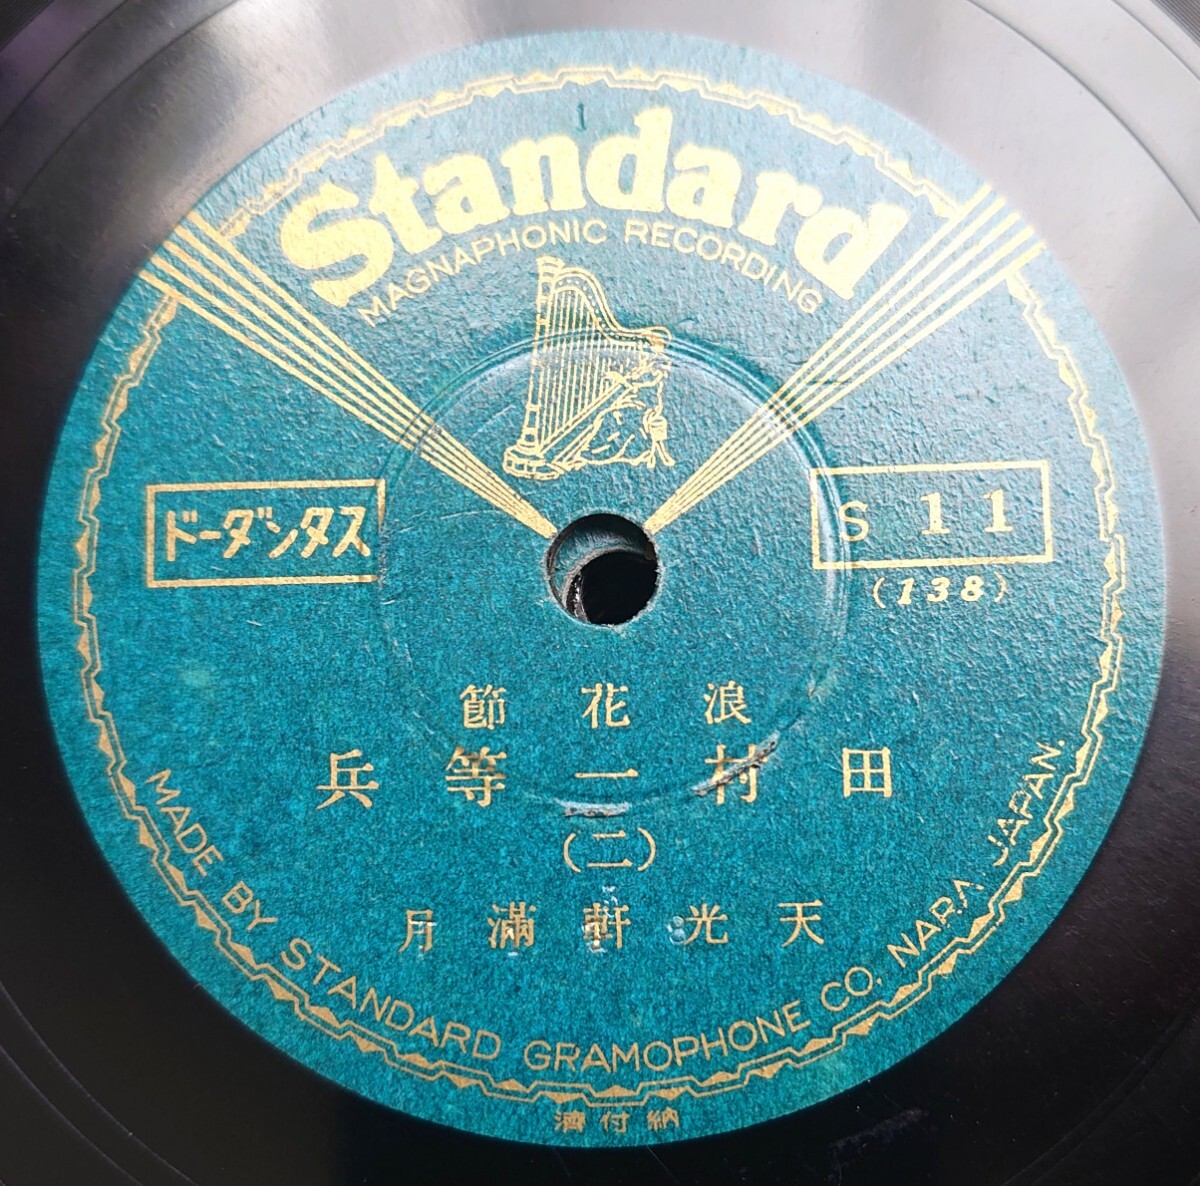 Standard
MAGNAPHONIC RECORDING
スタンダード
S 11
(138)
浪花節
田村一等兵
(二)
天光軒滿月
MADE BY STANDARD GRAMOPHONE CO, NARA. JAPAN.
納付濟